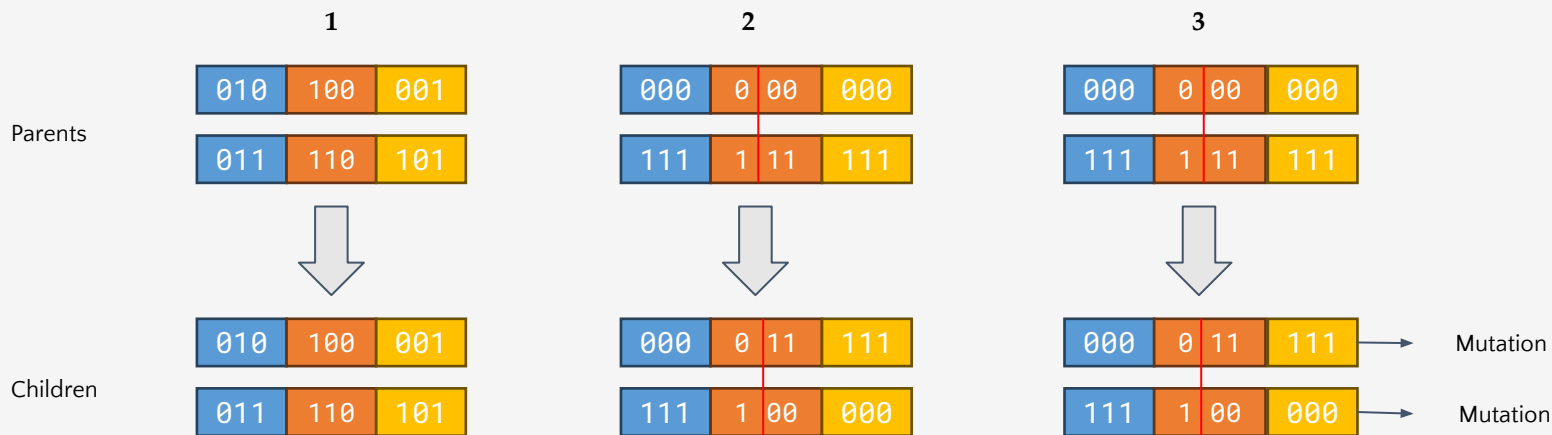 1 2 3
010 100 001 000 0 00 000 000 0 00 000
Parents
011 110 101 111 1 11 111 111 1 11 111
010 100 001 000 0 11 111 000 0 11 111 Mutation
Children
011 110 101 111 1 00 000 111 1 00 000 Mutation